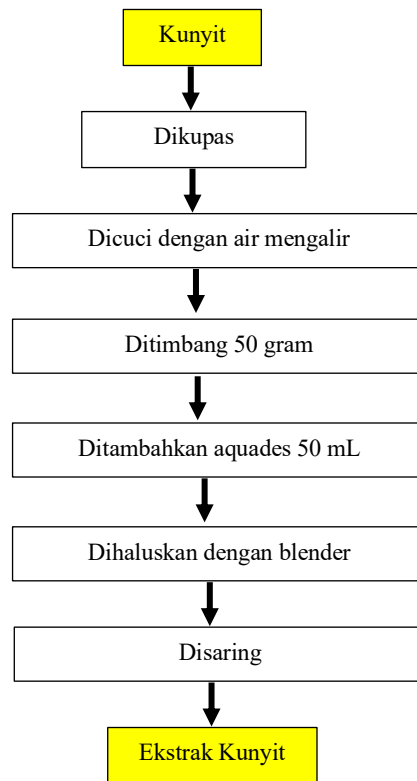 Kunyit
Dikupas
Dicuci dengan air mengalir
Ditimbang 50 gram
Ditambahkan aquades 50 mL
Dihaluskan dengan blender
Disaring
Ekstrak Kunyit